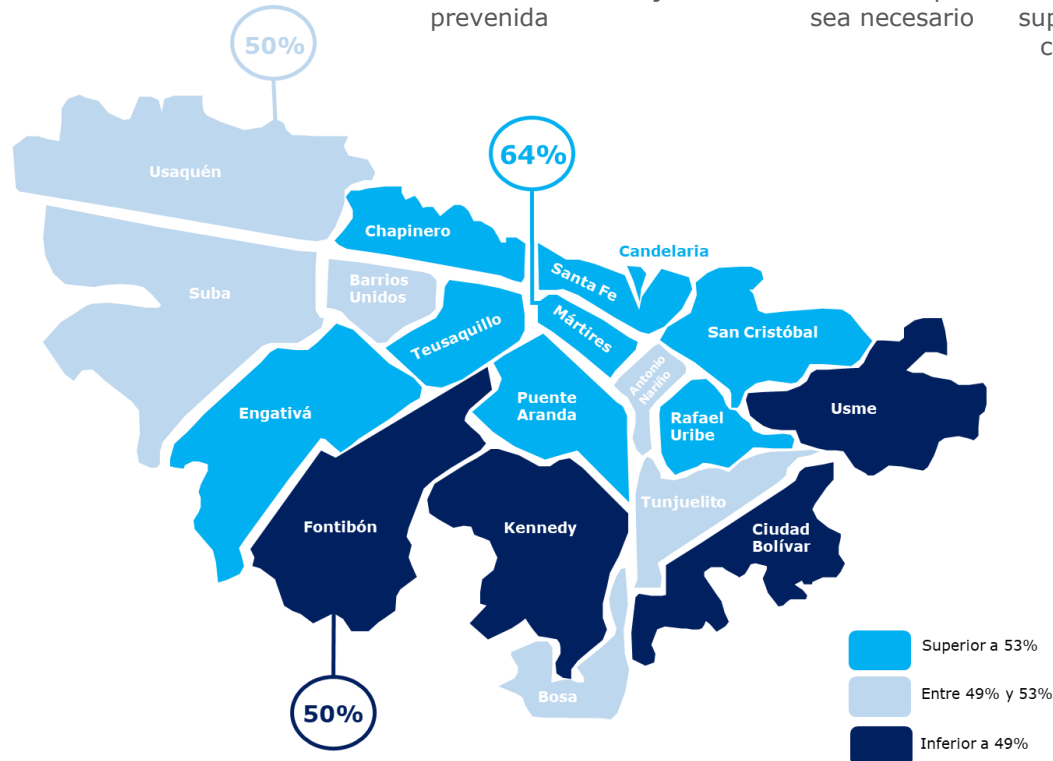 prevenida
sea necesario
50%
64%
Usaquén
Chapinero
Candelaria
Santa Fe
Suba
Barrios
Unidos
Teusaquillo
Mártires
San Cristóbal
Antonio
Nariño
Engativá
Puente
Aranda
Rafael
Uribe
Usme
Fontibón
Kennedy
Tunjuelito
Ciudad
Bolívar
Bosa
50%
Superior a 53%
Entre 49% y 53%
Inferior a 49%